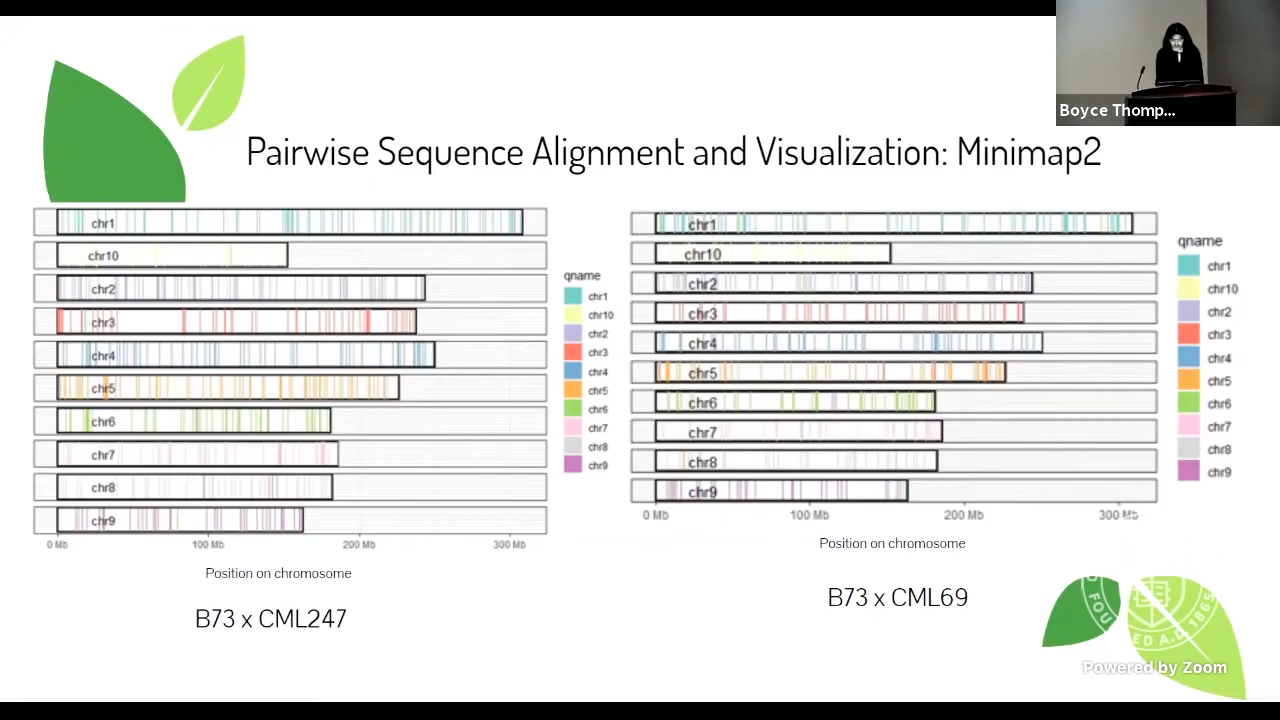 Boyce Thomp...
Pairwise Sequence Alignment and Visualization: Minimap2
chr1
chr10
chr2
chr3
chr4
chr5
chr6
chr7
chr8
chr9
0 Mb
100 Mb
200 Mb
300 Mb
Position on chromosome
B73 x CML247
qname
chr1
chr10
chr2
chr3
chr4
chr5
chr6
chr7
chr8
chr9
chr1
chr10
chr2
chr3
chr4
chr5
chr6
chr7
chr8
chr9
0 Mb
100 Mb
200 Mb
300 Mb
Position on chromosome
B73 x CML69
qname
chr1
chr10
chr2
chr3
chr4
chr5
chr6
chr7
chr8
chr9
ED A.D. 1865
Powered by Zoom